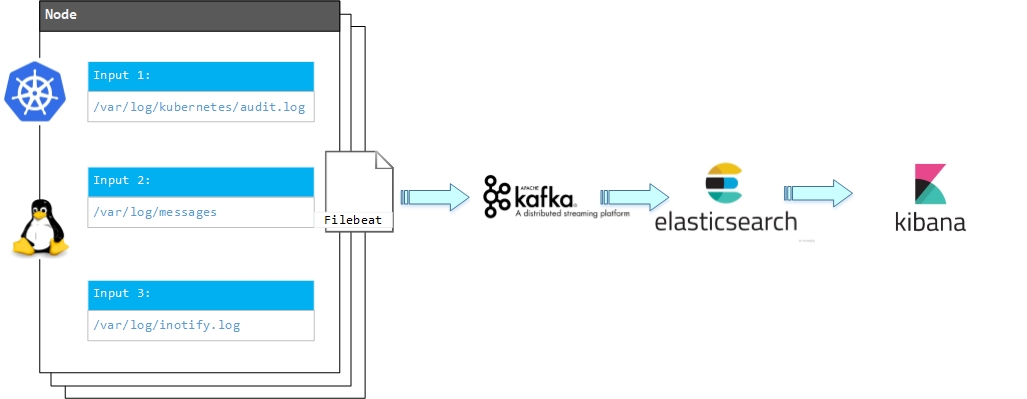 Node
Input 1:
/var/log/kubernetes/audit.log
Input 2:
/var/log/messages
Input 3:
/var/log/inotify.log
Filebeat
APACHE
kafka®
A distributed streaming platform
elasticsearch
kibana